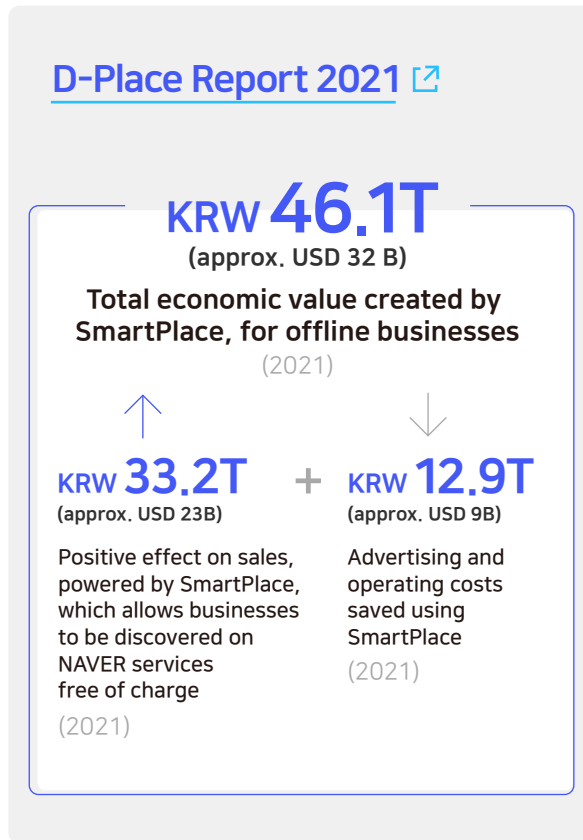 D-Place Report 2021
KRW 46.1T
(approx. USD 32 B)
Total economic value created by
SmartPlace, for offline businesses
(2021)
KRW 33.2T
(approx. USD 23B)
Positive effect on sales,
powered by SmartPlace,
which allows businesses
to be discovered on
NAVER services
free of charge
(2021)
+
KRW 12.9T
(approx. USD 9B)
Advertising and
operating costs
saved using
SmartPlace
(2021)